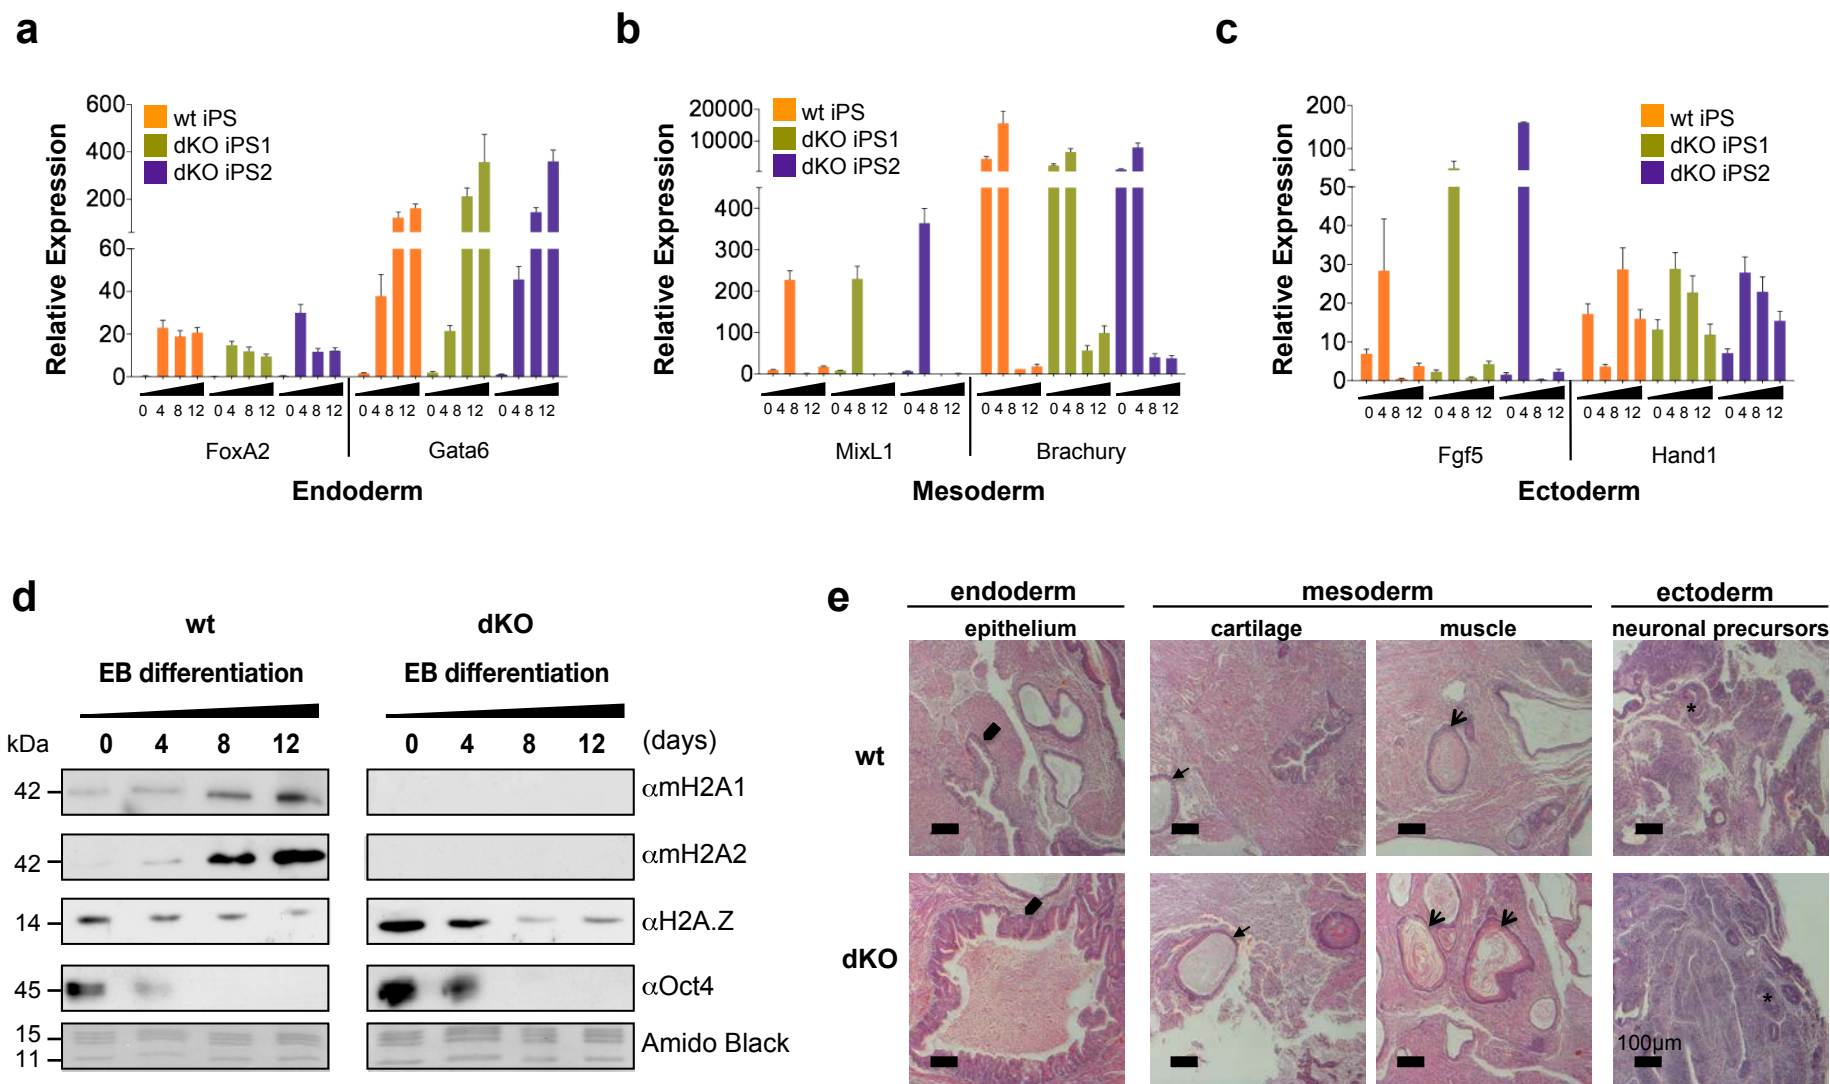 a
600
400
200
60
40
20
0
Relative Expression
wt iPS
dKO iPS1
dKO iPS2
0 4 8 12 0 4 8 12 0 4 8 12 0 4 8 12 0 4 8 12 0 4 8 12
FoxA2 Gata6
Endoderm
b
20000
10000
400
300
200
100
0
Relative Expression
wt iPS
dKO iPS1
dKO iPS2
0 4 8 12 0 4 8 12 0 4 8 12 0 4 8 12 0 4 8 12 0 4 8 12
MixL1 Brachury
Mesoderm
c
200
100
50
40
30
20
10
0
Relative Expression
wt iPS
dKO iPS1
dKO iPS2
0 4 8 12 0 4 8 12 0 4 8 12 0 4 8 12 0 4 8 12 0 4 8 12
Fgf5 Hand1
Ectoderm
d
wt dKO
EB differentiation EB differentiation
kDa 0 4 8 12 0 4 8 12 (days)
42 αmH2A1
42 αmH2A2
14 αH2A.Z
45 αOct4
15 Amido Black
11
e
endoderm mesoderm ectoderm
epithelium cartilage muscle neuronal precursors
wt
*
dKO
*
100µm